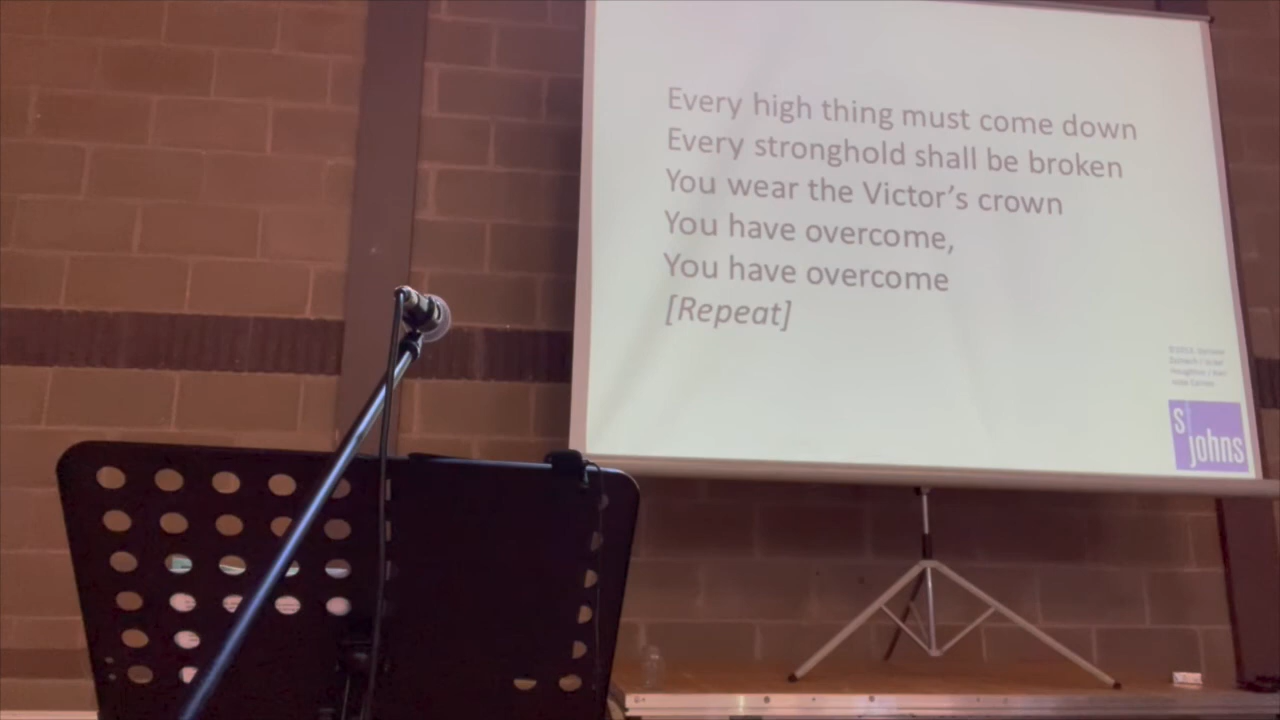 Every high thing must come down
Every stronghold shall be broken
You wear the Victor's crown
You have overcome,
You have overcome
[Repeat]
S
johns